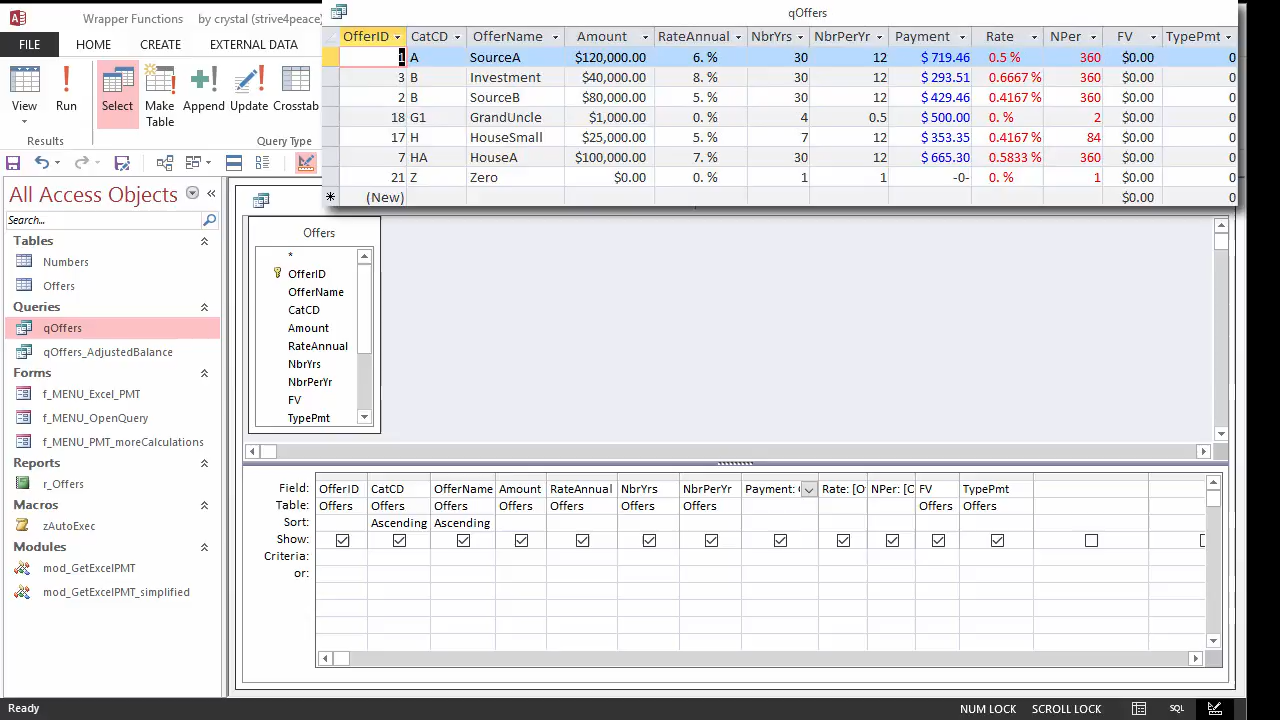 Wrapper Functions by crystal (strive4peace)
FILE HOME CREATE EXTERNAL DATA
View Run Select Make Table Append Update Crosstab
Results Query Type
qOffers
OfferID CatCD OfferName Amount RateAnnual NbrYrs NbrPerYr Payment Rate NPer FV TypePmt
1 A SourceA $120,000.00 6. % 30 12 $ 719.46 0.5 % 360 $0.00 0
3 B Investment $40,000.00 8. % 30 12 $ 293.51 0.6667 % 360 $0.00 0
2 B SourceB $80,000.00 5. % 30 12 $ 429.46 0.4167 % 360 $0.00 0
18 G1 GrandUncle $1,000.00 0. % 4 0.5 $ 500.00 0. % 2 $0.00 0
17 H HouseSmall $25,000.00 5. % 7 12 $ 353.35 0.4167 % 84 $0.00 0
7 HA HouseA $100,000.00 7. % 30 12 $ 665.30 0.5833 % 360 $0.00 0
21 Z Zero $0.00 0. % 1 1 -0- 0. % 1 $0.00 0
(New) $0.00 0
All Access Objects
Search...
Tables
Numbers
Offers
Queries
qOffers
qOffers_AdjustedBalance
Forms
f_MENU_Excel_PMT
f_MENU_OpenQuery
f_MENU_PMT_moreCalculations
Reports
r_Offers
Macros
zAutoExec
Modules
mod_GetExcelPMT
mod_GetExcelPMT_simplified
Offers
*
OfferID
OfferName
CatCD
Amount
RateAnnual
NbrYrs
NbrPerYr
FV
TypePmt
Field: OfferID CatCD OfferName Amount RateAnnual NbrYrs NbrPerYr Payment: Rate: [O NPer: [O FV TypePmt
Table: Offers Offers Offers Offers Offers Offers Offers Offers Offers
Sort: Ascending Ascending
Show:
Criteria:
or:
Ready NUM LOCK SCROLL LOCK SQL